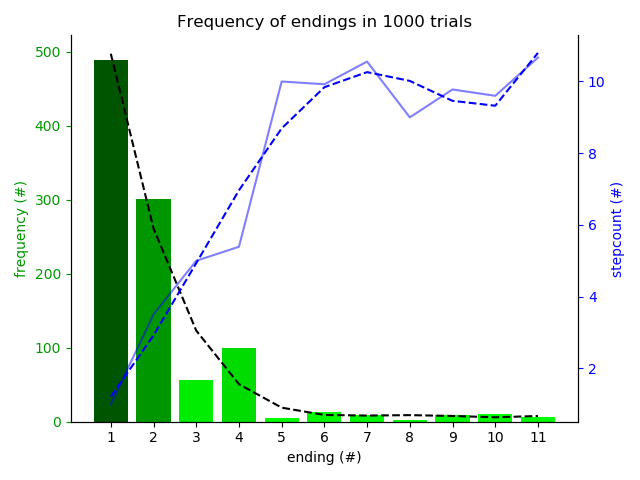 Frequency of endings in 1000 trials
500
400
300
200
100
0
frequency (#)
10
8
6
4
2
stepcount (#)
1 2 3 4 5 6 7 8 9 10 11
ending (#)